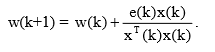 w(k+1) = w(k) + e(k)x(k) / x^T(k)x(k) .